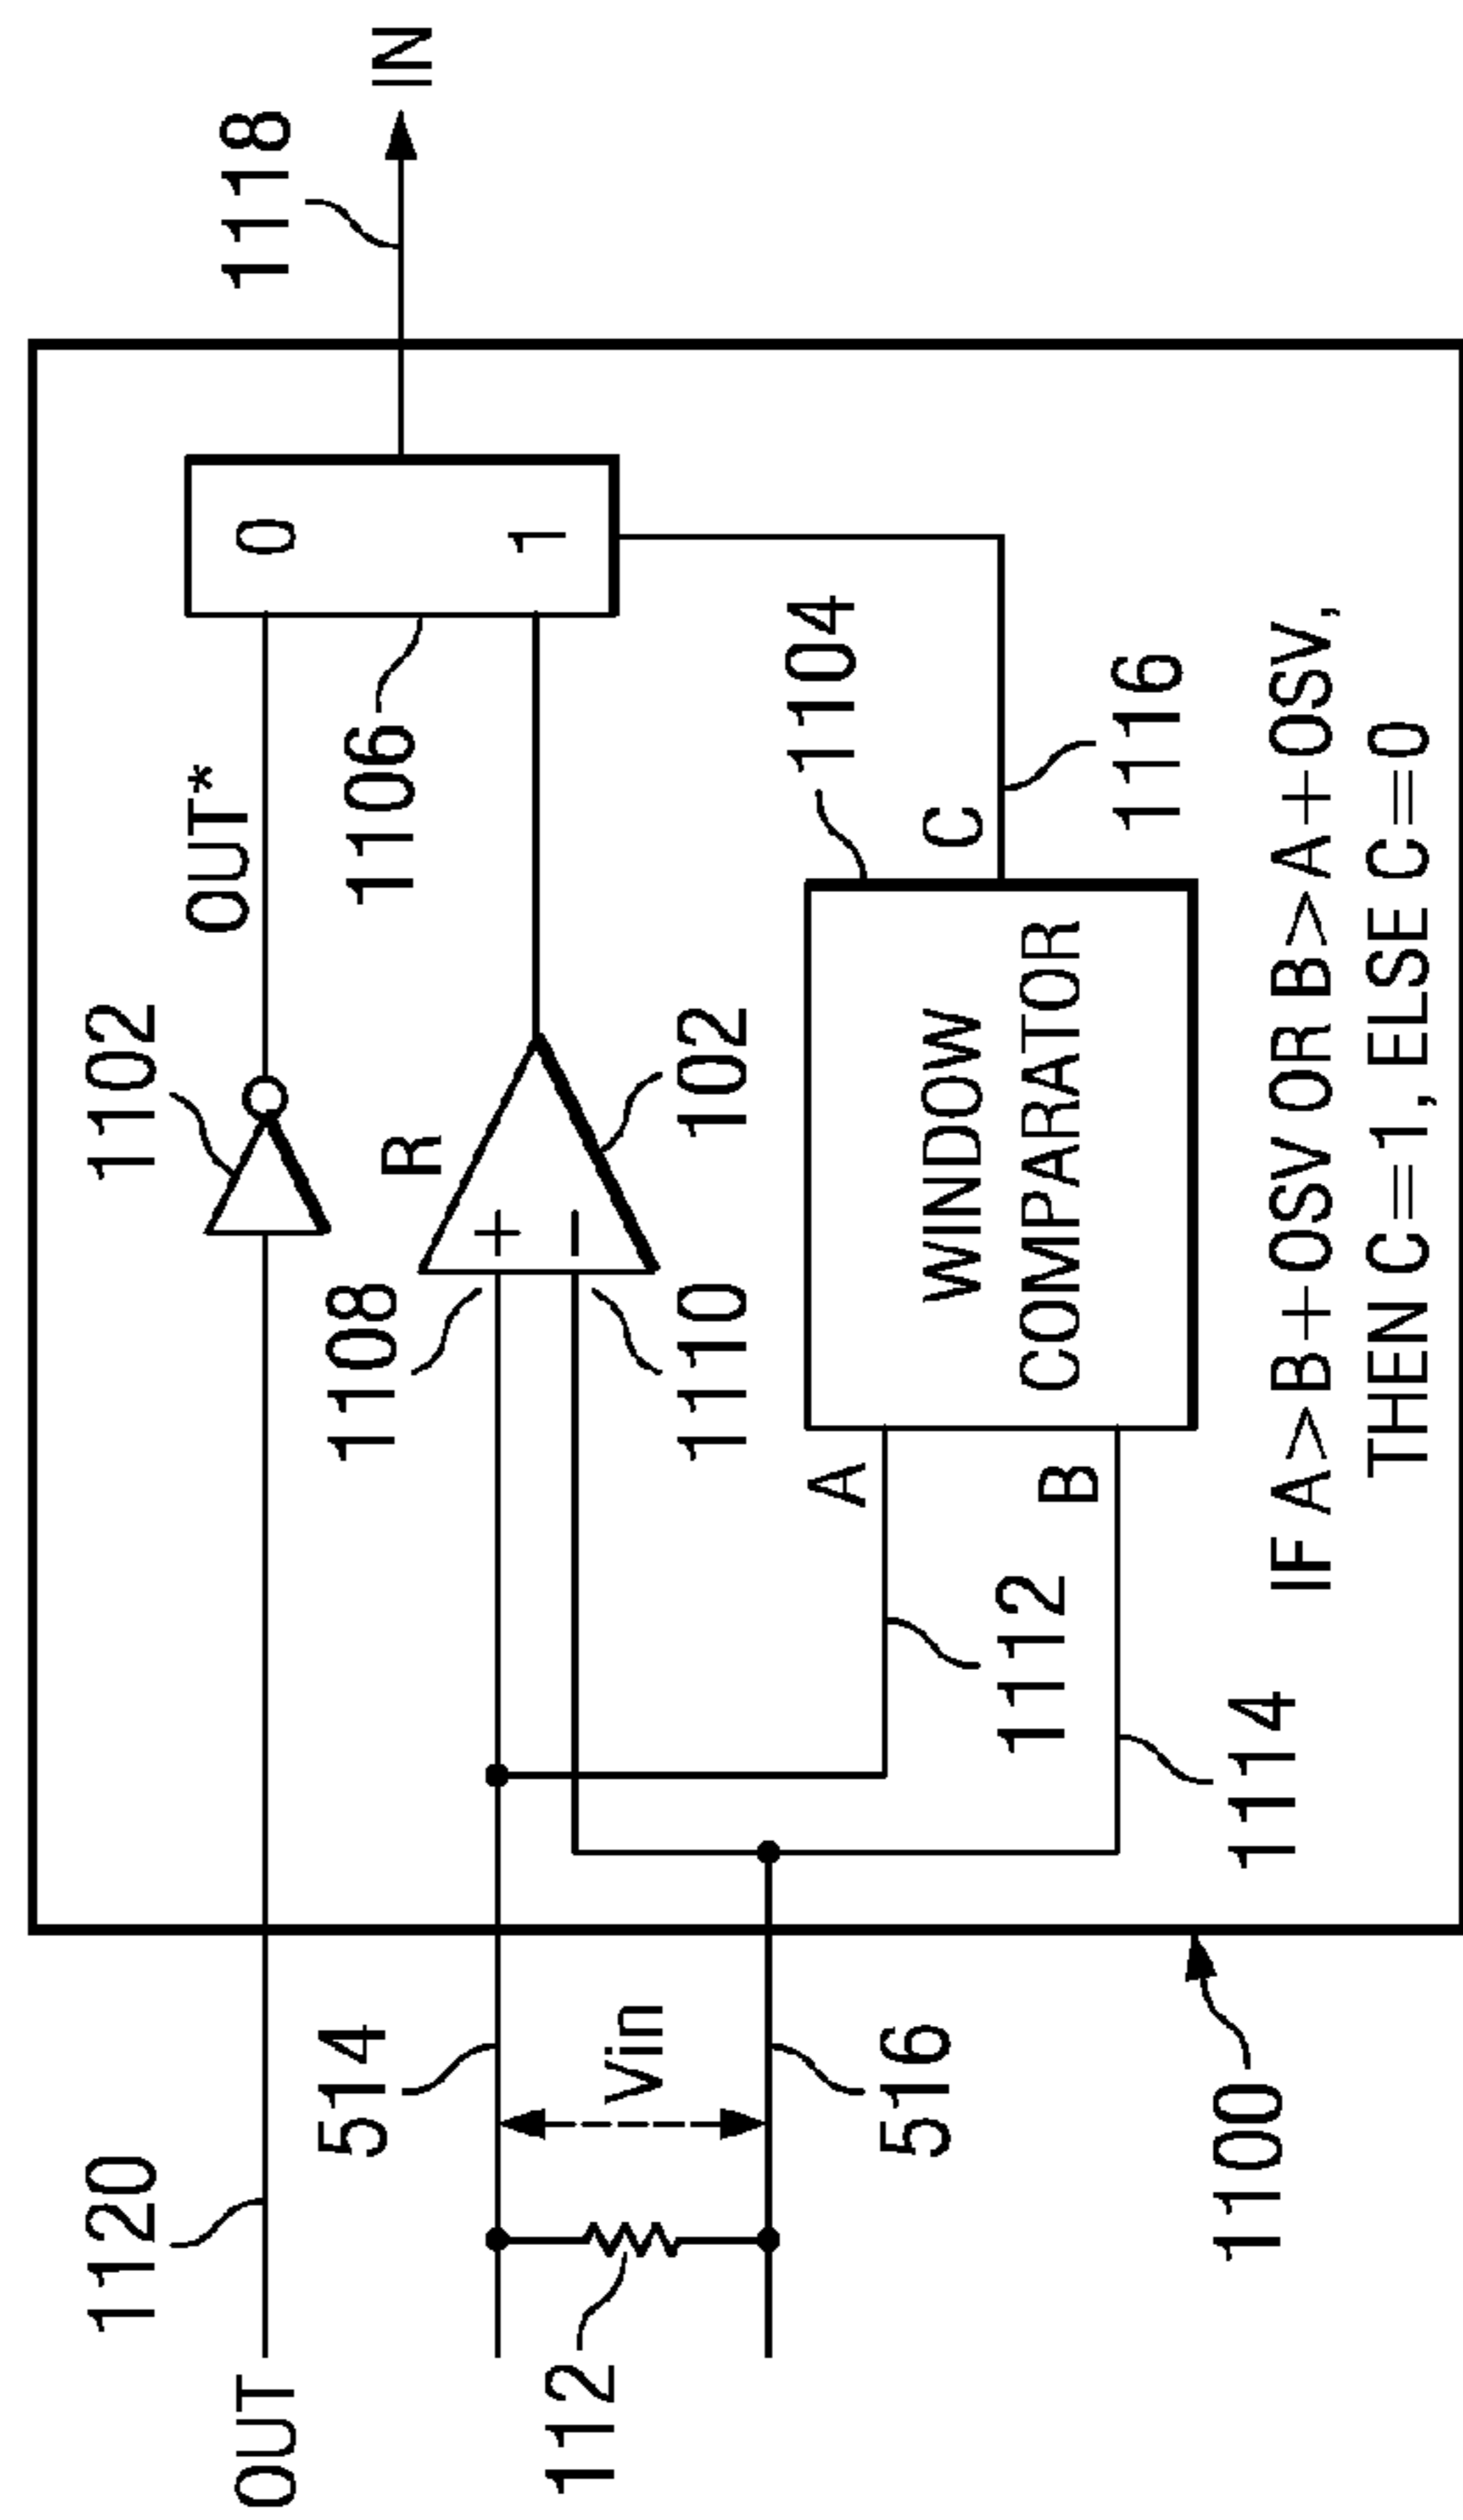 OUT
1120
1102
OUT*
0
1
1118
IN
1106
R
514
1108
+
−
102
1110
112
Vin
516
A
1112
B
1114
WINDOW
COMPARATOR
1104
C
1116
1100
IF A>B+OSV OR B>A+OSV,
THEN C==1, ELSE C==0